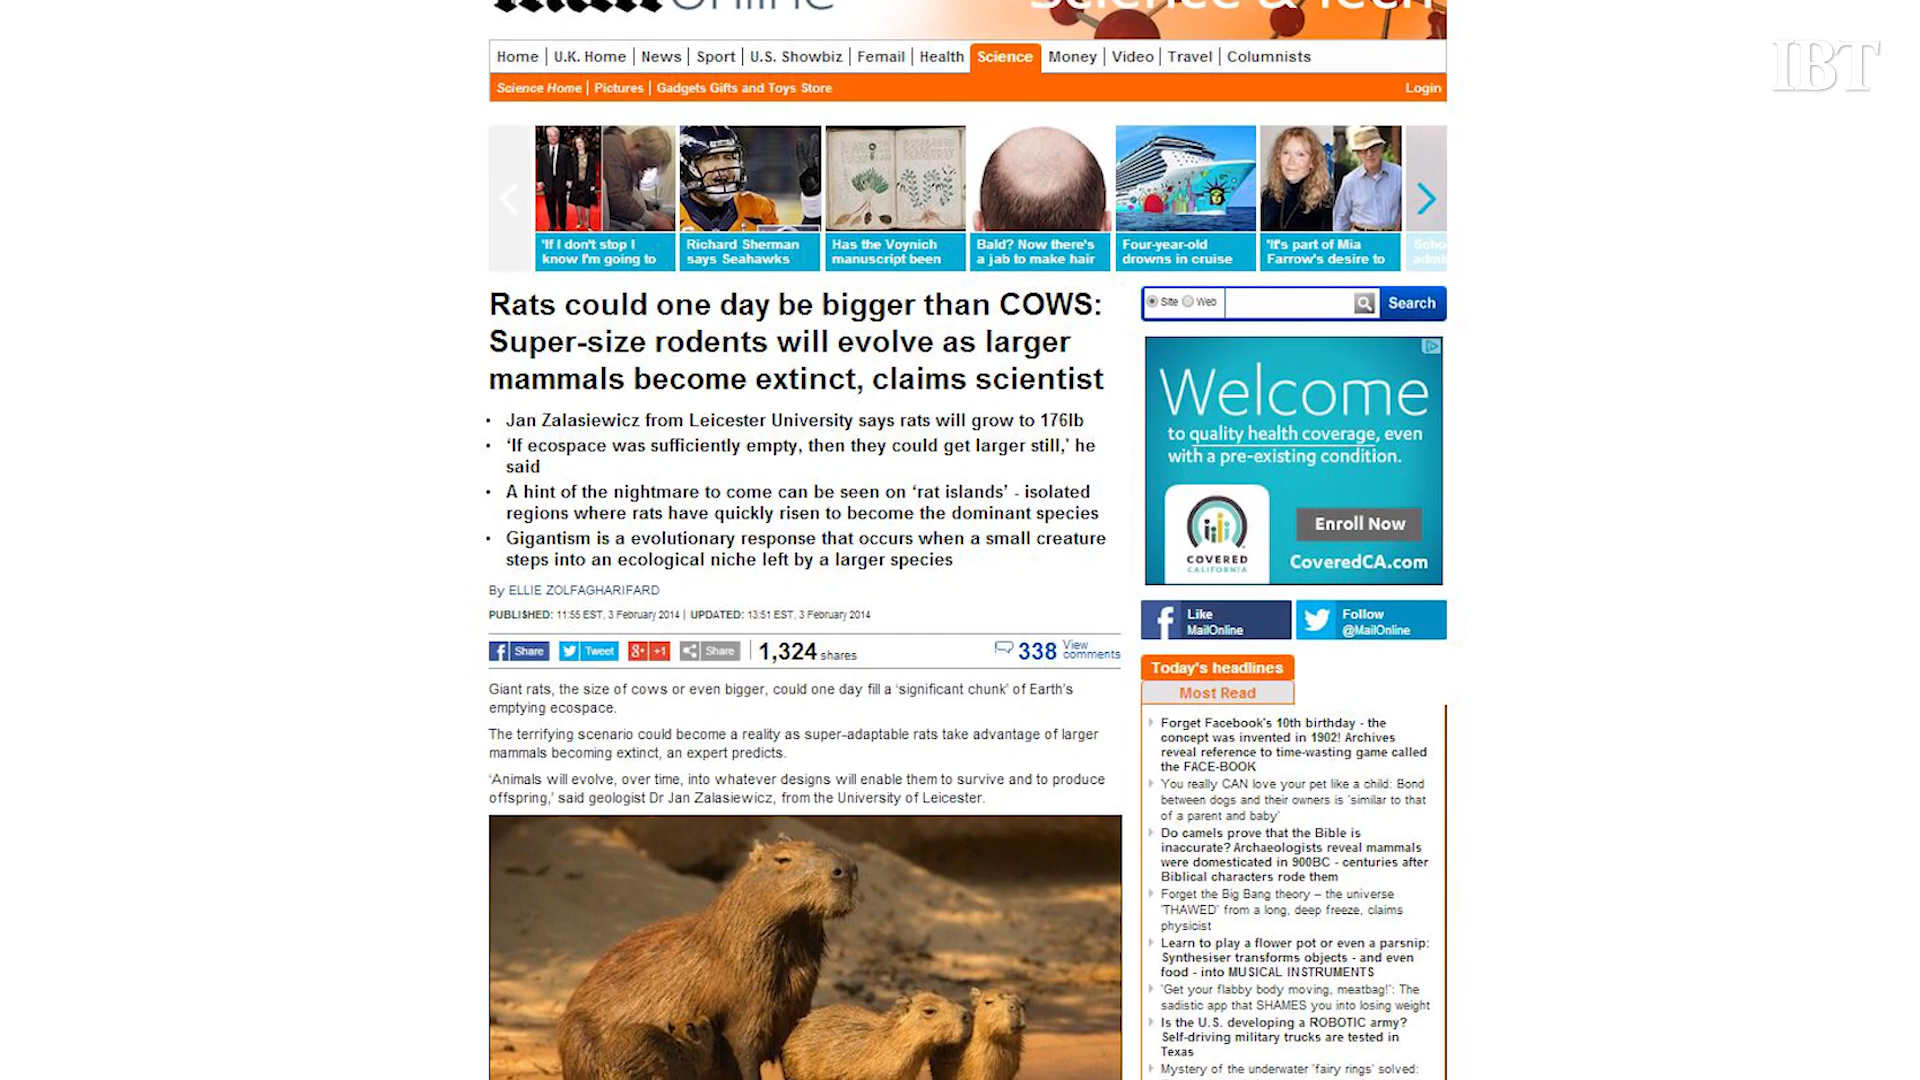 Mail Online
Science & Tech
IBT
Home
U.K. Home
News
Sport
U.S. Showbiz
Femail
Health
Science
Money
Video
Travel
Columnists
Science Home
Pictures
Gadgets Gifts and Toys Store
Login
'If I don't stop I
know I'm going to
Richard Sherman
says Seahawks
Has the Voynich
manuscript been
Bald? Now there's
a jab to make hair
Four-year-old
drowns in cruise
'It's part of Mia
Farrow's desire to
Rats could one day be bigger than COWS:
Super-size rodents will evolve as larger
mammals become extinct, claims scientist
• Jan Zalasiewicz from Leicester University says rats will grow to 176lb
• ‘If ecospace was sufficiently empty, then they could get larger still,' he
said
• A hint of the nightmare to come can be seen on ‘rat islands’ - isolated
regions where rats have quickly risen to become the dominant species
• Gigantism is a evolutionary response that occurs when a small creature
steps into an ecological niche left by a larger species
By ELLIE ZOLFAGHARIFARD
PUBLISHED: 11:55 EST, 3 February 2014 | UPDATED: 13:51 EST, 3 February 2014
Share
Tweet
8+ +1
Share
1,324 shares
338 View
comments
Giant rats, the size of cows or even bigger, could one day fill a ‘significant chunk’ of Earth’s
emptying ecospace.
The terrifying scenario could become a reality as super-adaptable rats take advantage of larger
mammals becoming extinct, an expert predicts.
‘Animals will evolve, over time, into whatever designs will enable them to survive and to produce
offspring,’ said geologist Dr Jan Zalasiewicz, from the University of Leicester.
Site
Web
Search
Welcome
to quality health coverage, even
with a pre-existing condition.
COVERED
CALIFORNIA
Enroll Now
CoveredCA.com
Like
MailOnline
Follow
@MailOnline
Today's headlines
Most Read
Forget Facebook's 10th birthday - the
concept was invented in 1902! Archives
reveal reference to time-wasting game called
the FACE-BOOK
You really CAN love your pet like a child: Bond
between dogs and their owners is 'similar to that
of a parent and baby'
Do camels prove that the Bible is
inaccurate? Archaeologists reveal mammals
were domesticated in 900BC - centuries after
Biblical characters rode them
Forget the Big Bang theory – the universe
'THAWED' from a long, deep freeze, claims
physicist
Learn to play a flower pot or even a parsnip:
Synthesiser transforms objects - and even
food - into MUSICAL INSTRUMENTS
'Get your flabby body moving, meatbag!': The
sadistic app that SHAMES you into losing weight
Is the U.S. developing a ROBOTIC army?
Self-driving military trucks are tested in
Texas
Mystery of the underwater 'fairy rings' solved: